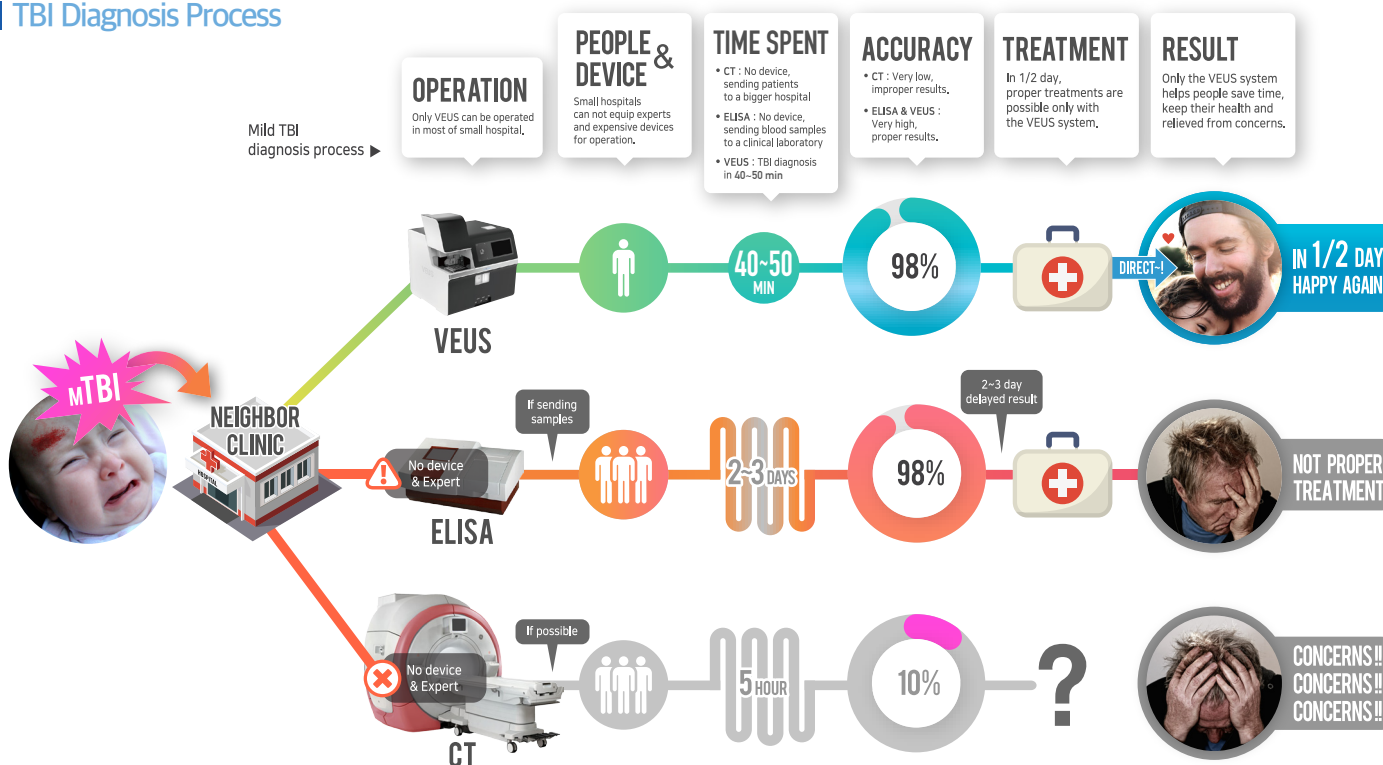 TBI Diagnosis Process
Mild TBI
diagnosis process ▶
OPERATION
Only VEUS can be operated
in most of small hospital.
PEOPLE &
DEVICE
Small hospitals
can not equip experts
and expensive devices
for operation.
TIME SPENT
• CT : No device,
sending patients
to a bigger hospital
• ELISA : No device,
sending blood samples
to a clinical laboratory
• VEUS : TBI diagnosis
in 40~50 min
ACCURACY
• CT : Very low,
improper results.
• ELISA & VEUS :
Very high,
proper results.
TREATMENT
In 1/2 day,
proper treatments are
possible only with
the VEUS system.
RESULT
Only the VEUS system
helps people save time,
keep their health and
relieved from concerns.
mTBI
NEIGHBOR
CLINIC
HOSPITAL
VEUS
40~50
MIN
98%
DIRECT~!
IN 1/2 DAY
HAPPY AGAIN
No device
& Expert
ELISA
If sending
samples
2~3 DAYS
98%
2~3 day
delayed result
NOT PROPER
TREATMENT
No device
& Expert
CT
If possible
5 HOUR
10%
?
CONCERNS!!
CONCERNS!!
CONCERNS!!